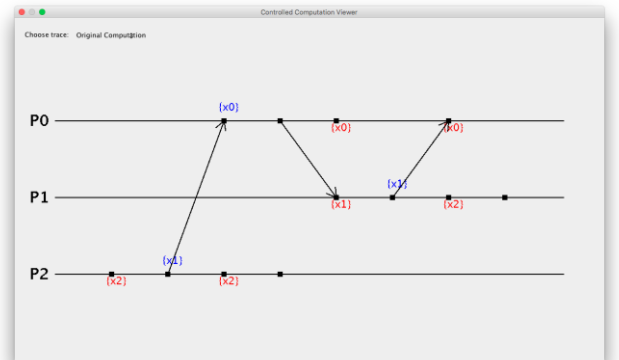 Controlled Computation Viewer
Choose trace: Original Computation
{x0}
P0
{x0} {x0}
{x1}
P1
{x1} {x2}
{x1}
P2
{x2} {x2}